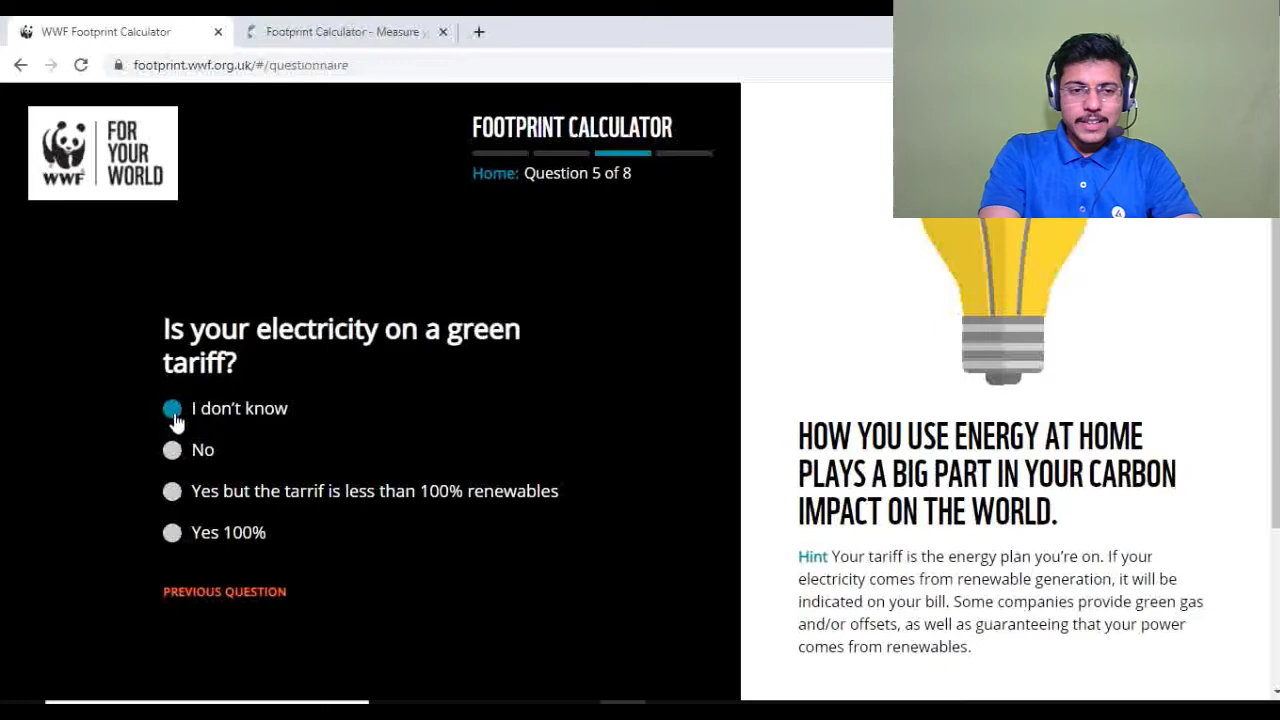 WWF Footprint Calculator
Footprint Calculator - Measure
footprint.wwf.org.uk/#/questionnaire
WWF
FOR
YOUR
WORLD
FOOTPRINT CALCULATOR
Home: Question 5 of 8
Is your electricity on a green
tariff?
I don’t know
No
Yes but the tarrif is less than 100% renewables
Yes 100%
PREVIOUS QUESTION
HOW YOU USE ENERGY AT HOME
PLAYS A BIG PART IN YOUR CARBON
IMPACT ON THE WORLD.
Hint Your tariff is the energy plan you’re on. If your
electricity comes from renewable generation, it will be
indicated on your bill. Some companies provide green gas
and/or offsets, as well as guaranteeing that your power
comes from renewables.